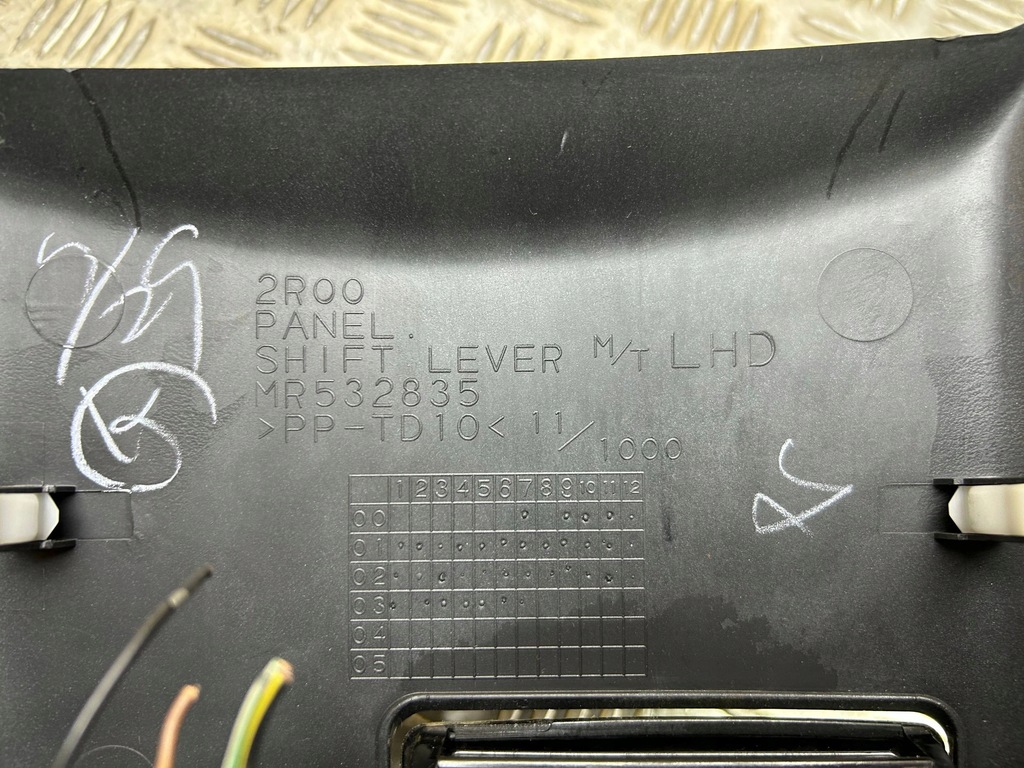 2R00
PANEL.
SHIFT LEVER M/T LHD
MR532835
>PP-TD10< 11/1000
1 2 3 4 5 6 7 8 9 10 11 12
00
01
02
03
04
05